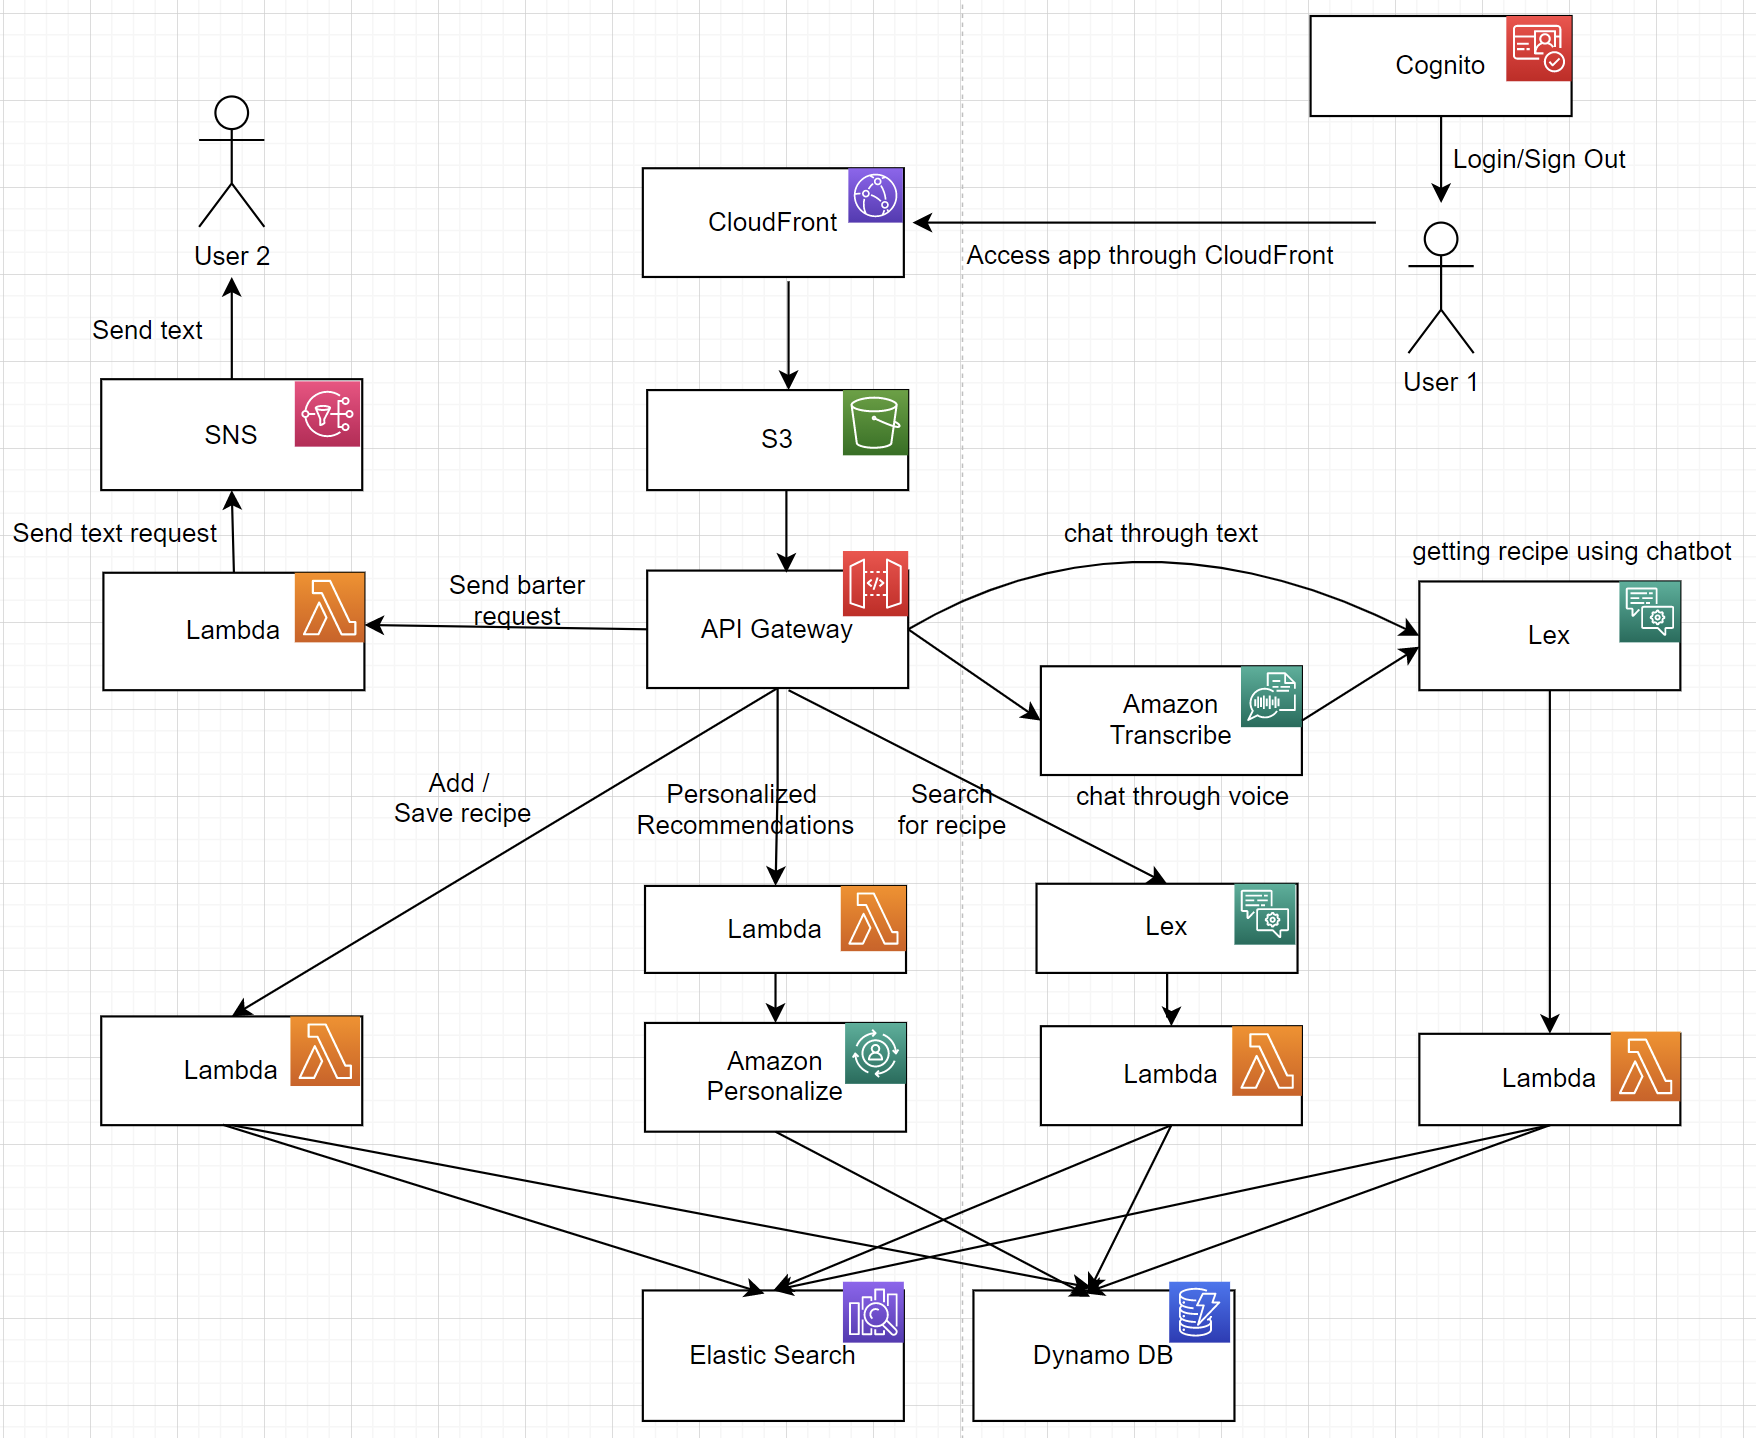 Cognito
Login/Sign Out
User 2
CloudFront
Access app through CloudFront
Send text
User 1
SNS
S3
Send text request
chat through text
getting recipe using chatbot
Send barter
request
Lambda
API Gateway
Lex
Amazon
Transcribe
Add /
Save recipe
Personalized
Recommendations
Search
for recipe
chat through voice
Lambda
Lex
Lambda
Amazon
Personalize
Lambda
Lambda
Elastic Search
Dynamo DB